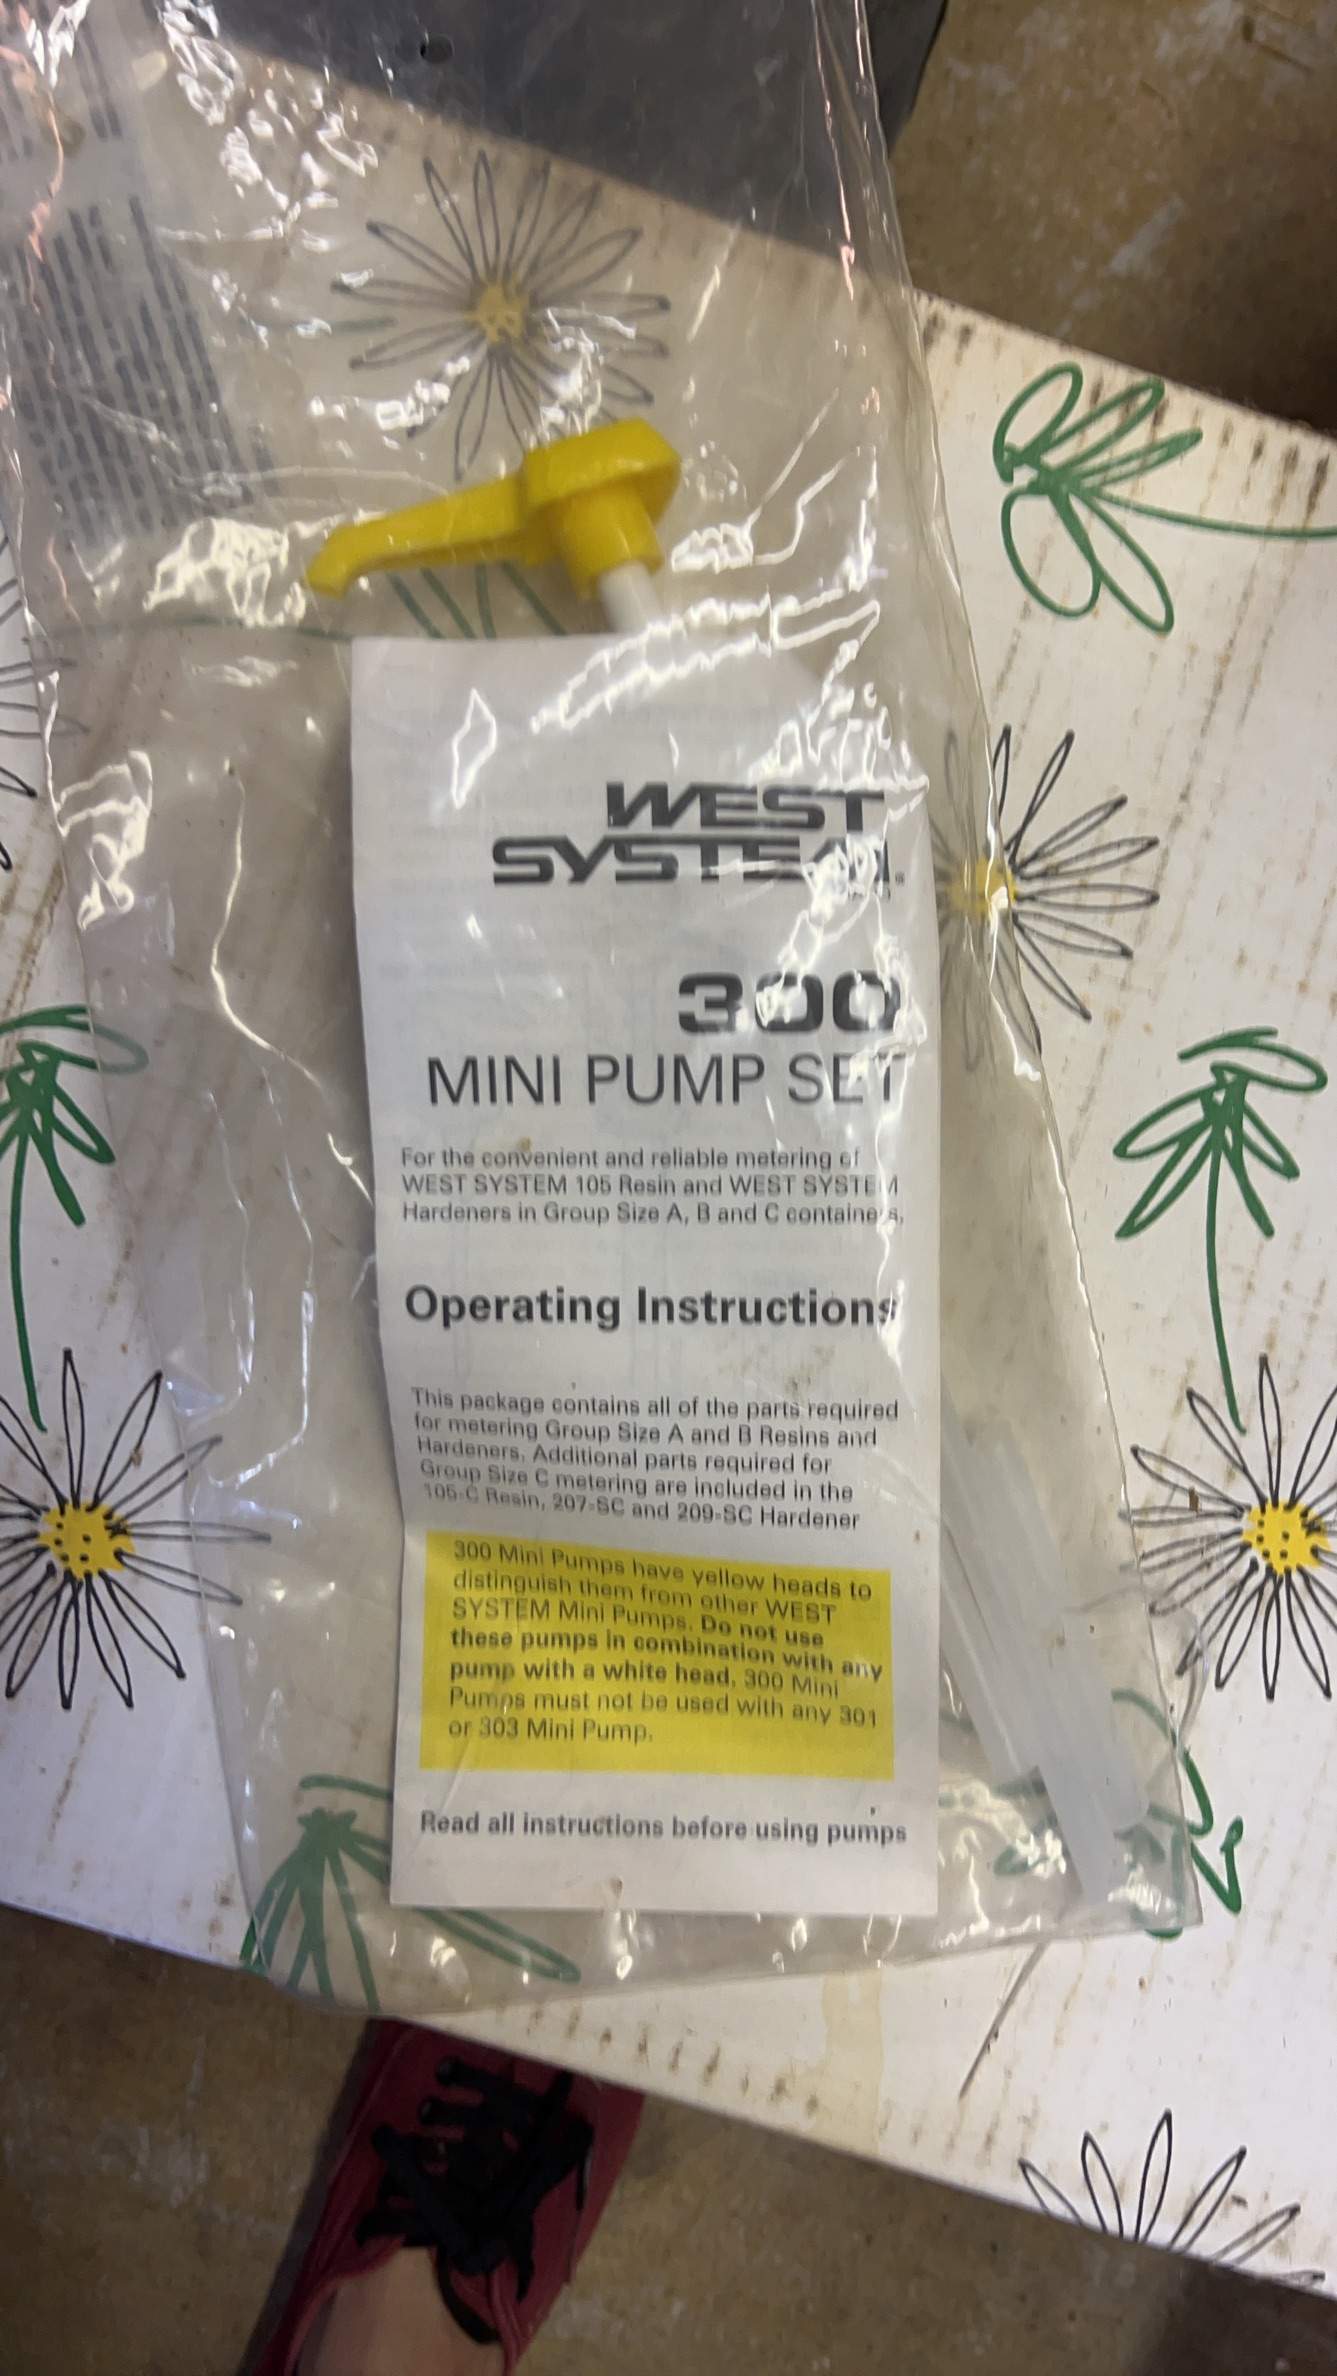 WEST
SYSTEM
300
MINI PUMP SET
For the convenient and reliable metering of
WEST SYSTEM 105 Resin and WEST SYSTEM
Hardeners in Group Size A, B and C containers.
Operating Instructions
This package contains all of the parts required
for metering Group Size A and B Resins and
Hardeners. Additional parts required for
Group Size C metering are included in the
105-C Resin, 207-SC and 209-SC Hardener
300 Mini Pumps have yellow heads to
distinguish them from other WEST
SYSTEM Mini Pumps. Do not use
these pumps in combination with any
pump with a white head. 300 Mini
Pumps must not be used with any 301
or 303 Mini Pump.
Read all instructions before using pumps